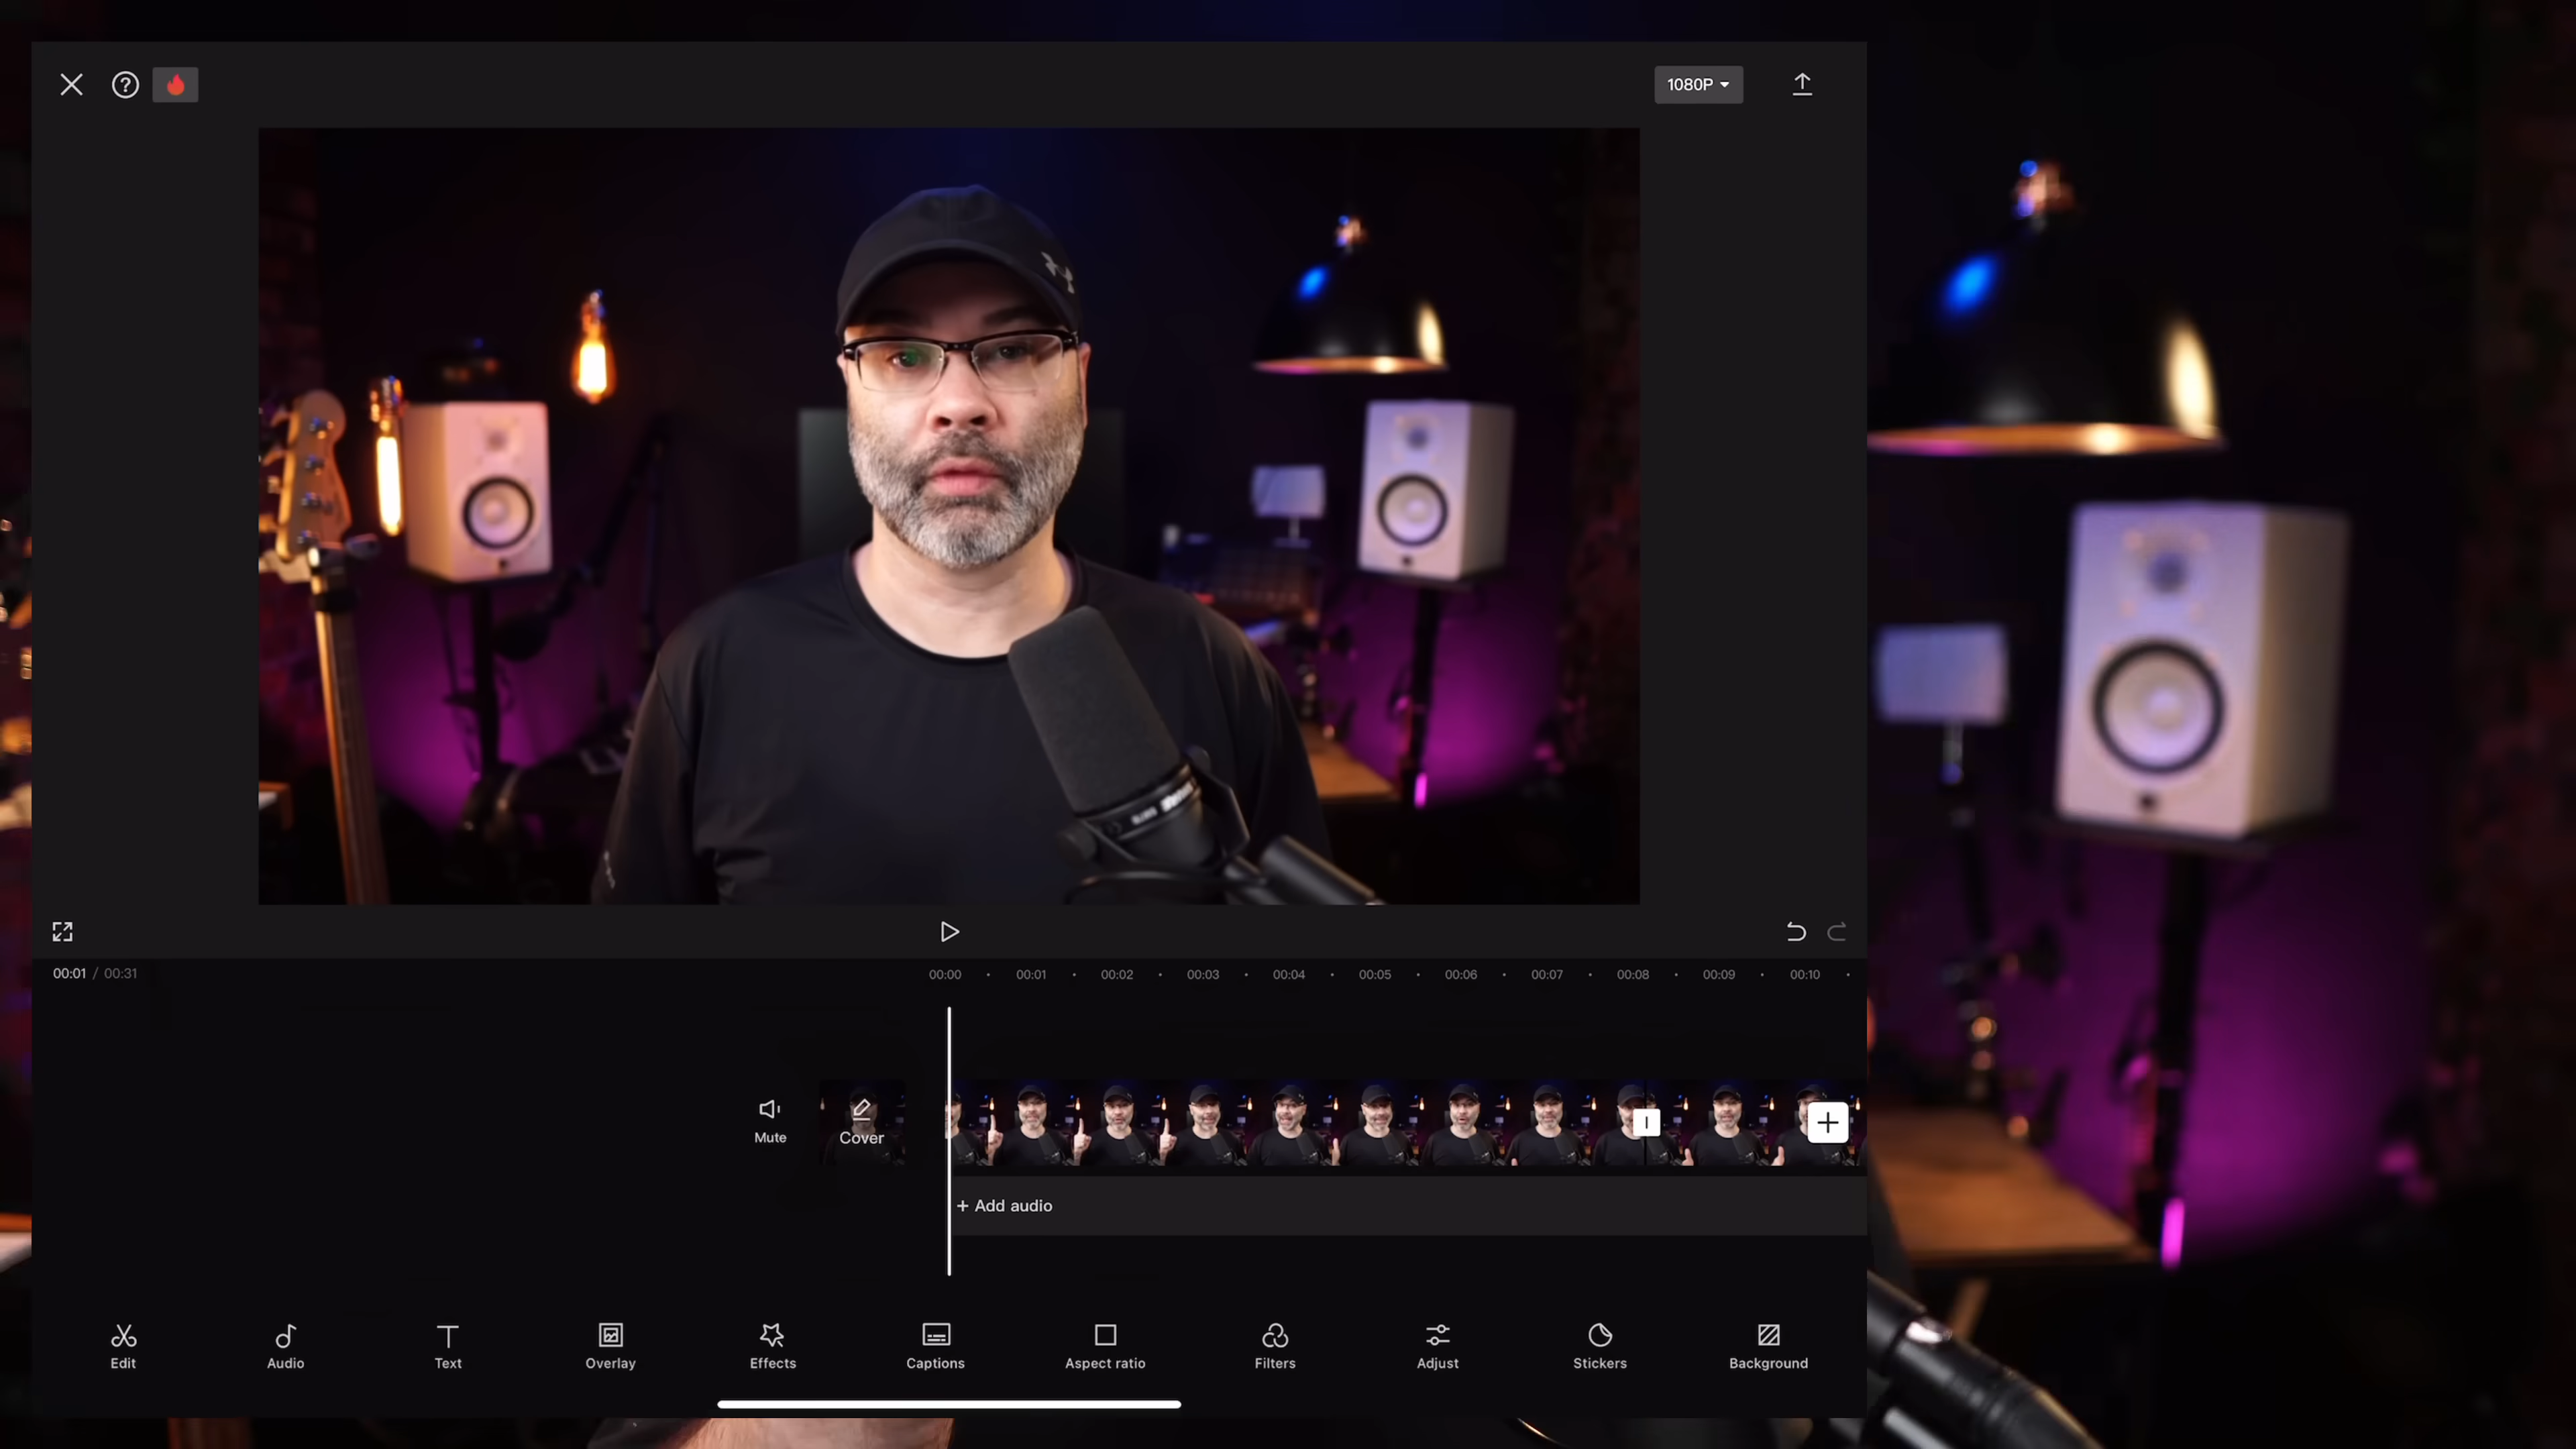 1080P
00:01 / 00:31
00:00 00:01 00:02 00:03 00:04 00:05 00:06 00:07 00:08 00:09 00:10
Mute
Cover
+ Add audio
Edit Audio Text Overlay Effects Captions Aspect ratio Filters Adjust Stickers Background